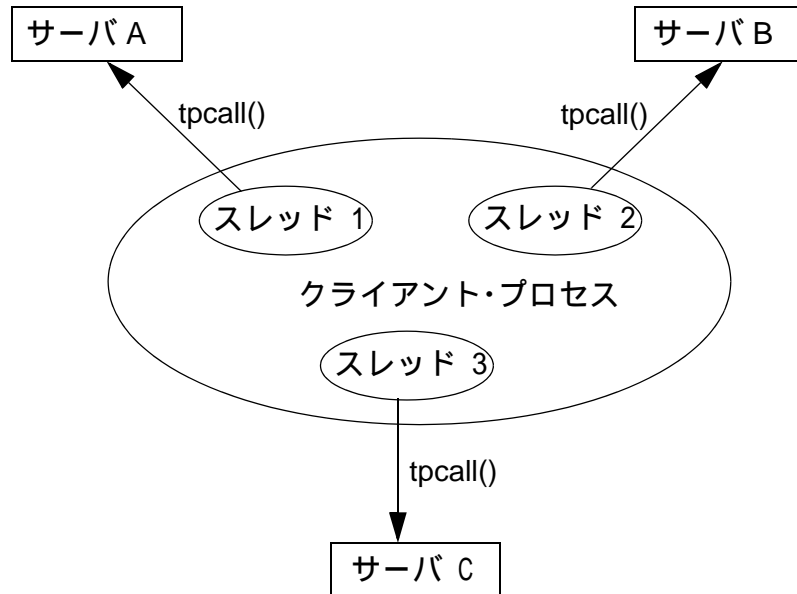 サーバ A
サーバ B
tpcall()
tpcall()
スレッド 1
スレッド 2
クライアント･プロセス
スレッド 3
tpcall()
サーバ C